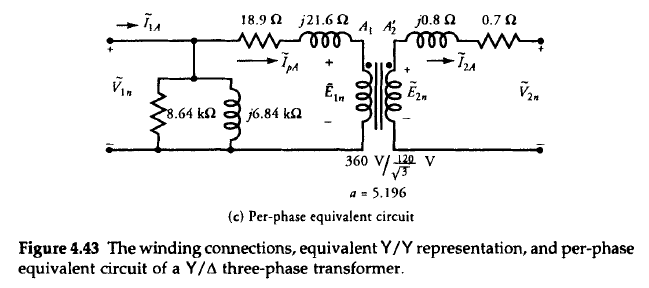 Ĩ1A
18.9 Ω
j21.6 Ω
A1
A2′
j0.8 Ω
0.7 Ω
+
ĨpA
+
Ĩ2A
+
+
Ṽ1n
8.64 kΩ
j6.84 kΩ
Ẽ1n
Ẽ2n
Ṽ2n
−
−
−
−
360 V/ 120/√3 V
a = 5.196
(c) Per-phase equivalent circuit
Figure 4.43 The winding connections, equivalent Y/Y representation, and per-phase
equivalent circuit of a Y/Δ three-phase transformer.